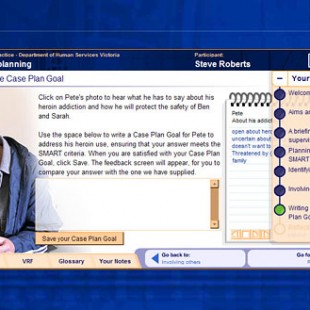 actice - Department of Human Services Victoria
Participant:
planning
Steve Roberts
e Case Plan Goal
Your
Click on Pete's photo to hear what he has to say about his
heroin addiction and how he will protect the safety of Ben
and Sarah.
Use the space below to write a Case Plan Goal for Pete to
address his heroin use, ensuring that your answer meets the
SMART criteria. When you are satisfied with your Case Plan
Goal, click Save. The feedback screen will appear, for you to
compare your answer with the one we have supplied.
Save your Case Plan Goal
Pete
About his addic
open about hero
uncertain about
doesn't want to
Threatened by
family
Welcom
Aims a
A briefin
supervi
Planning
SMART
Identifyi
Involving
Writing
Plan Go
VRF
Glossary
Your Notes
Go back to:
Involving others
Go fo